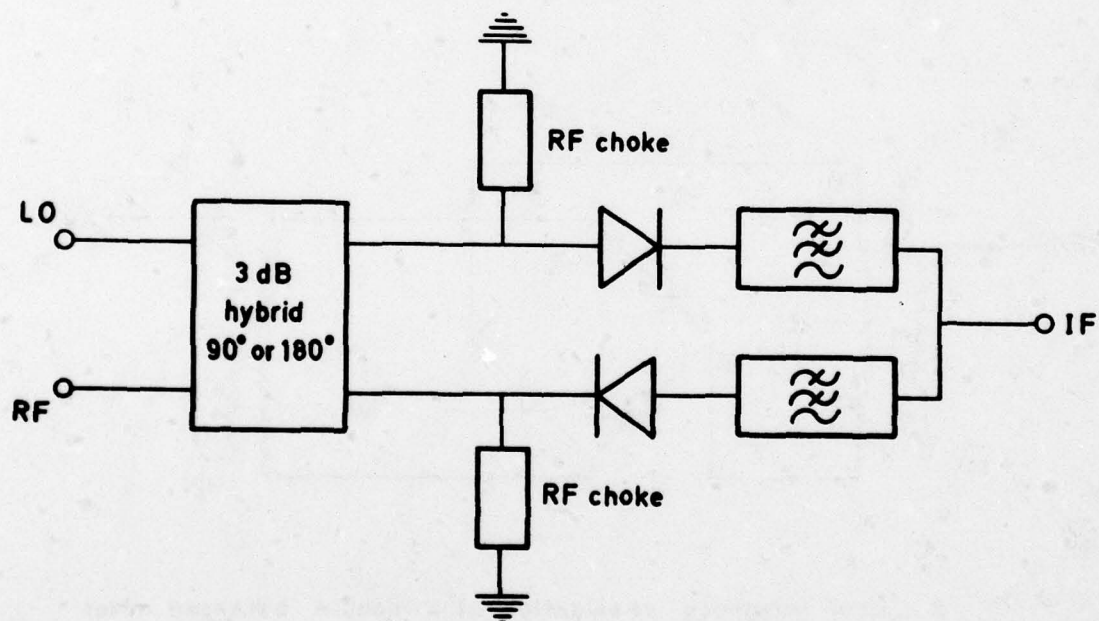 RF choke
LO
3 dB
hybrid
90° or 180°
IF
RF
RF choke